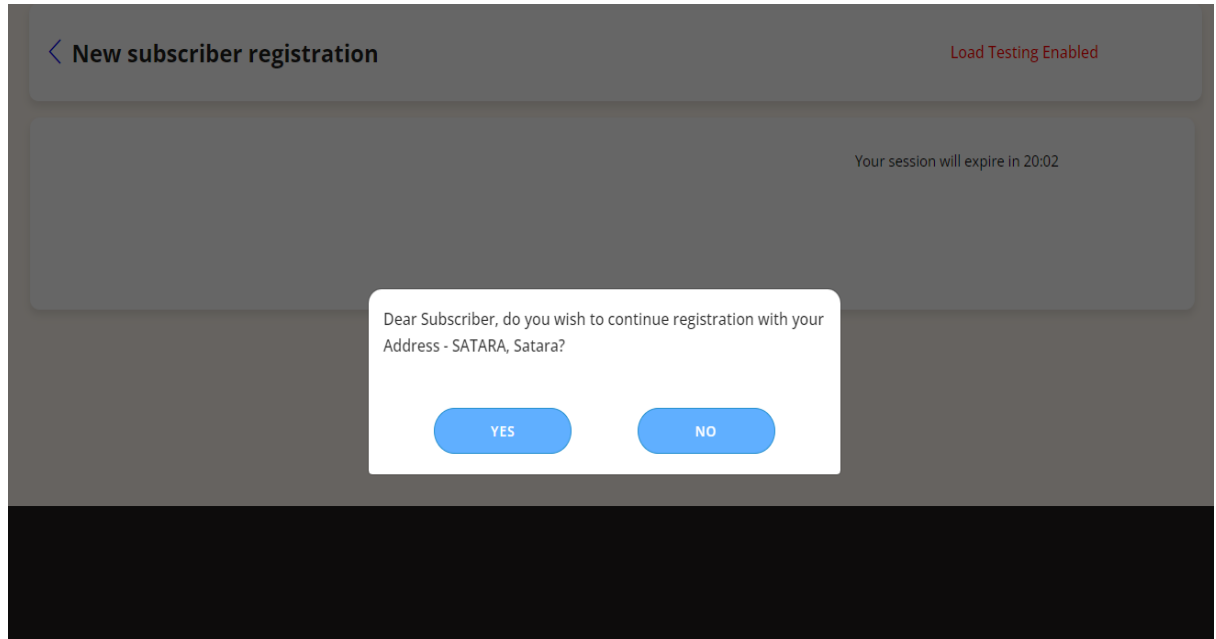 New subscriber registration
Load Testing Enabled
Your session will expire in 20:02
Dear Subscriber, do you wish to continue registration with your
Address - SATARA, Satara?
YES
NO